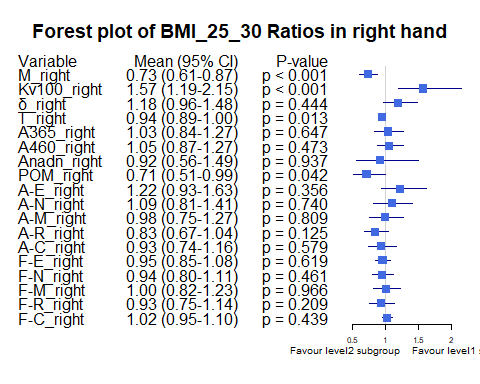 Forest plot of BMI_25_30 Ratios in right hand
Variable Mean (95% CI) P-value
M_right 0.73 (0.61-0.87) p < 0.001
Kv100_right 1.57 (1.19-2.15) p < 0.001
δ_right 1.18 (0.96-1.48) p = 0.444
T_right 0.94 (0.89-1.00) p = 0.013
A365_right 1.03 (0.84-1.27) p = 0.647
A460_right 1.05 (0.87-1.27) p = 0.473
Anadn_right 0.92 (0.56-1.49) p = 0.937
POM_right 0.71 (0.51-0.99) p = 0.042
A-E_right 1.22 (0.93-1.63) p = 0.356
A-N_right 1.09 (0.81-1.41) p = 0.740
A-M_right 0.98 (0.75-1.27) p = 0.809
A-R_right 0.83 (0.67-1.04) p = 0.125
A-C_right 0.93 (0.74-1.16) p = 0.579
F-E_right 0.95 (0.85-1.08) p = 0.619
F-N_right 0.94 (0.80-1.11) p = 0.461
F-M_right 1.00 (0.82-1.23) p = 0.966
F-R_right 0.93 (0.75-1.14) p = 0.209
F-C_right 1.02 (0.95-1.10) p = 0.439
0.5 1 1.5 2
Favour level2 subgroup Favour level1 s